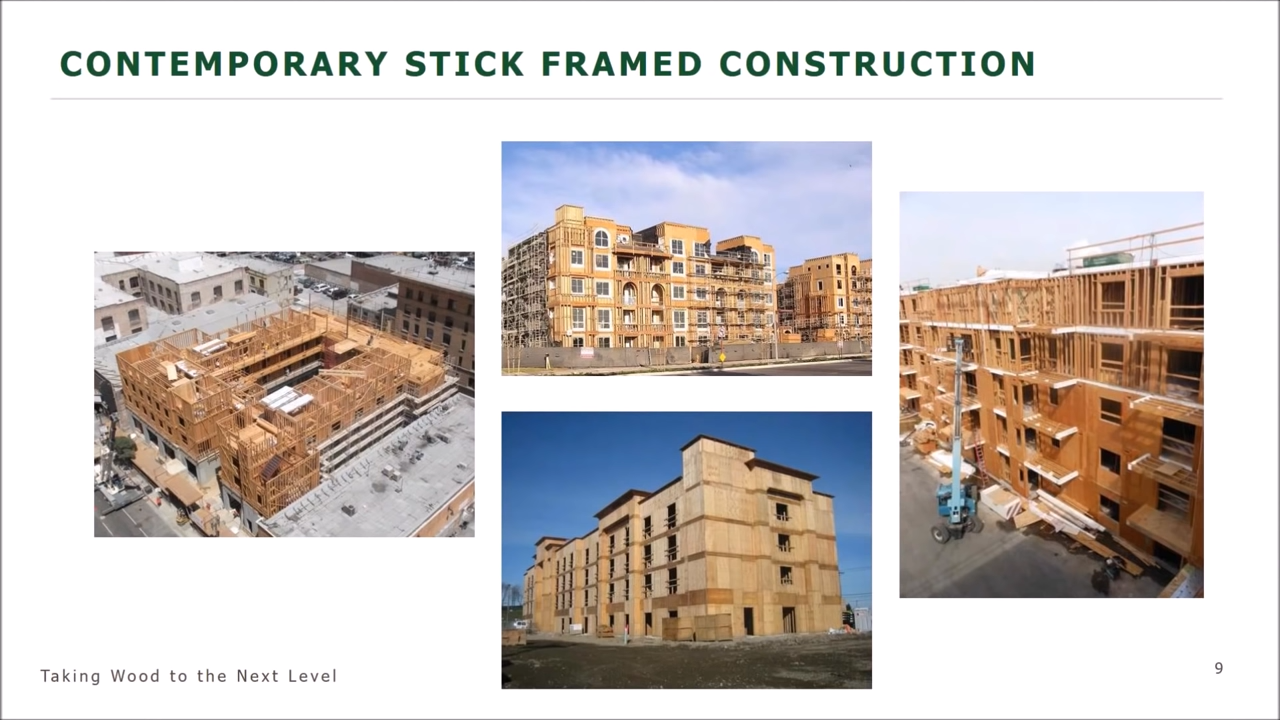 CONTEMPORARY STICK FRAMED CONSTRUCTION
Taking Wood to the Next Level
9